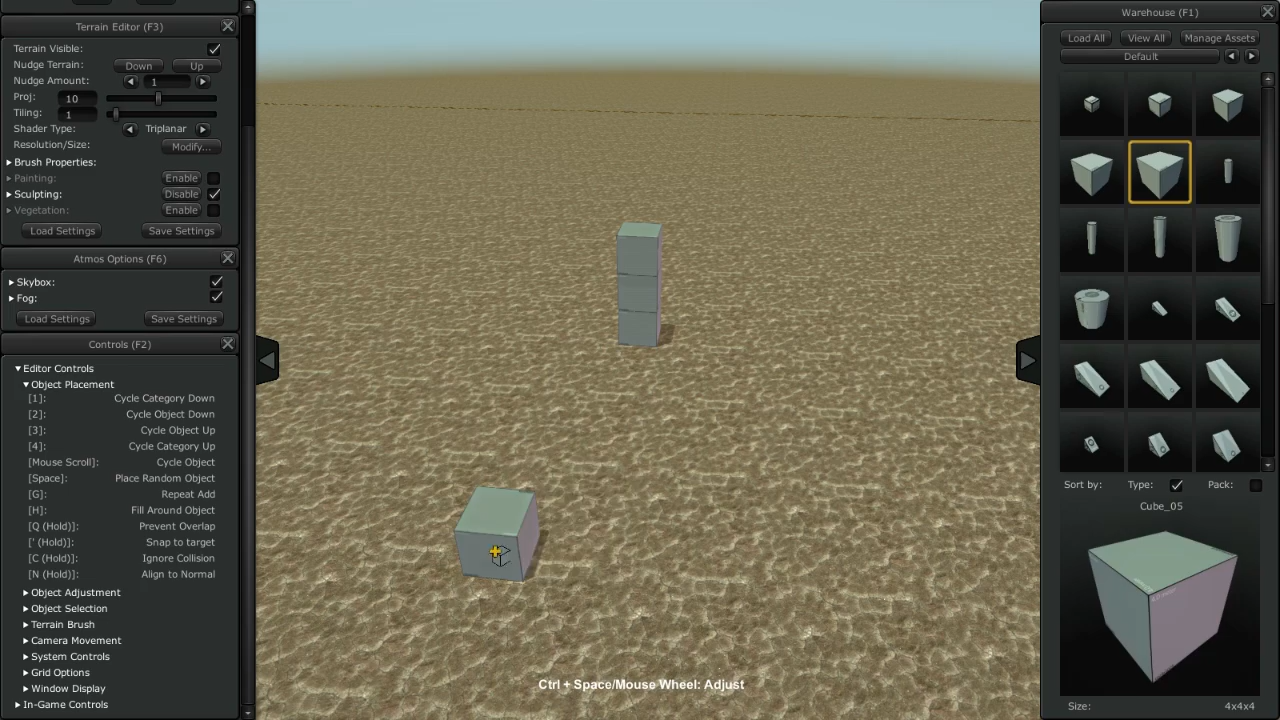 Terrain Editor (F3)
Terrain Visible:
Nudge Terrain: Down Up
Nudge Amount: 1
Proj: 10
Tiling: 1
Shader Type: Triplanar
Resolution/Size: Modify...
Brush Properties:
Painting: Enable
Sculpting: Disable
Vegetation: Enable
Load Settings Save Settings
Atmos Options (F6)
Skybox:
Fog:
Load Settings Save Settings
Controls (F2)
Editor Controls
Object Placement
[1]: Cycle Category Down
[2]: Cycle Object Down
[3]: Cycle Object Up
[4]: Cycle Category Up
[Mouse Scroll]: Cycle Object
[Space]: Place Random Object
[G]: Repeat Add
[H]: Fill Around Object
[Q (Hold)]: Prevent Overlap
[' (Hold)]: Snap to target
[C (Hold)]: Ignore Collision
[N (Hold)]: Align to Normal
Object Adjustment
Object Selection
Terrain Brush
Camera Movement
System Controls
Grid Options
Window Display
In-Game Controls
Ctrl + Space/Mouse Wheel: Adjust
Warehouse (F1)
Load All View All Manage Assets
Default
Sort by: Type: Pack:
Cube_05
Size: 4x4x4